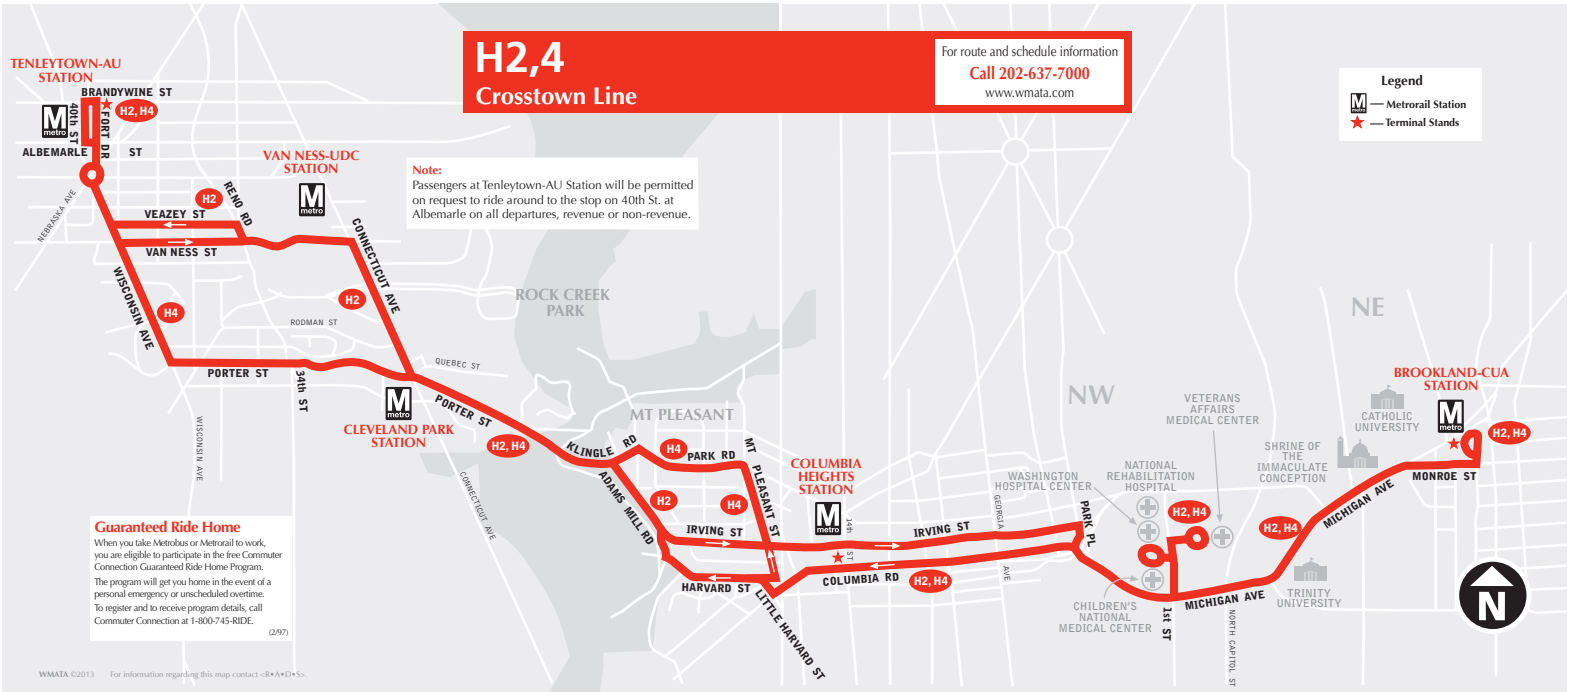 H2,4
Crosstown Line
For route and schedule information
Call 202-637-7000
www.wmata.com
Legend
M
metro
Metrorail Station
Terminal Stands
TENLEYTOWN-AU
STATION
BRANDYWINE ST
M
metro
40th ST
FORT DR
H2, H4
ALBEMARLE ST
NEBRASKA AVE
VAN NESS-UDC
STATION
M
metro
Note:
Passengers at Tenleytown-AU Station will be permitted
on request to ride around to the stop on 40th St. at
Albemarle on all departures, revenue or non-revenue.
H2
RENO RD
VEAZEY ST
VAN NESS ST
CONNECTICUT AVE
WISCONSIN AVE
H4
H2
ROCK CREEK
PARK
RODMAN ST
QUEBEC ST
PORTER ST
34th ST
M
metro
CLEVELAND PARK
STATION
WISCONSIN AVE
PORTER ST
H2, H4
CONNECTICUT AVE
KLINGLE RD
MT PLEASANT
H4
PARK RD
MT PLEASANT ST
ADAMS MILL RD
H2
H4
IRVING ST
HARVARD ST
LITTLE HARVARD ST
COLUMBIA
HEIGHTS
STATION
M
metro
14th ST
IRVING ST
COLUMBIA RD
H2, H4
GEORGIA AVE
PARK PL
NW
NE
WASHINGTON
HOSPITAL CENTER
NATIONAL
REHABILITATION
HOSPITAL
VETERANS
AFFAIRS
MEDICAL CENTER
H2, H4
CHILDREN'S
NATIONAL
MEDICAL CENTER
1st ST
MICHIGAN AVE
NORTH CAPITOL ST
SHRINE OF
THE
IMMACULATE
CONCEPTION
H2, H4
TRINITY
UNIVERSITY
MICHIGAN AVE
CATHOLIC
UNIVERSITY
BROOKLAND-CUA
STATION
M
metro
H2, H4
MONROE ST
N
Guaranteed Ride Home
When you take Metrobus or Metrorail to work,
you are eligible to participate in the free Commuter
Connection Guaranteed Ride Home Program.
The program will get you home in the event of a
personal emergency or unscheduled overtime.
To register and to receive program details, call
Commuter Connection at 1-800-745-RIDE.
(2/97)
WMATA ©2013 For information regarding this map contact <R•A•D•S>.